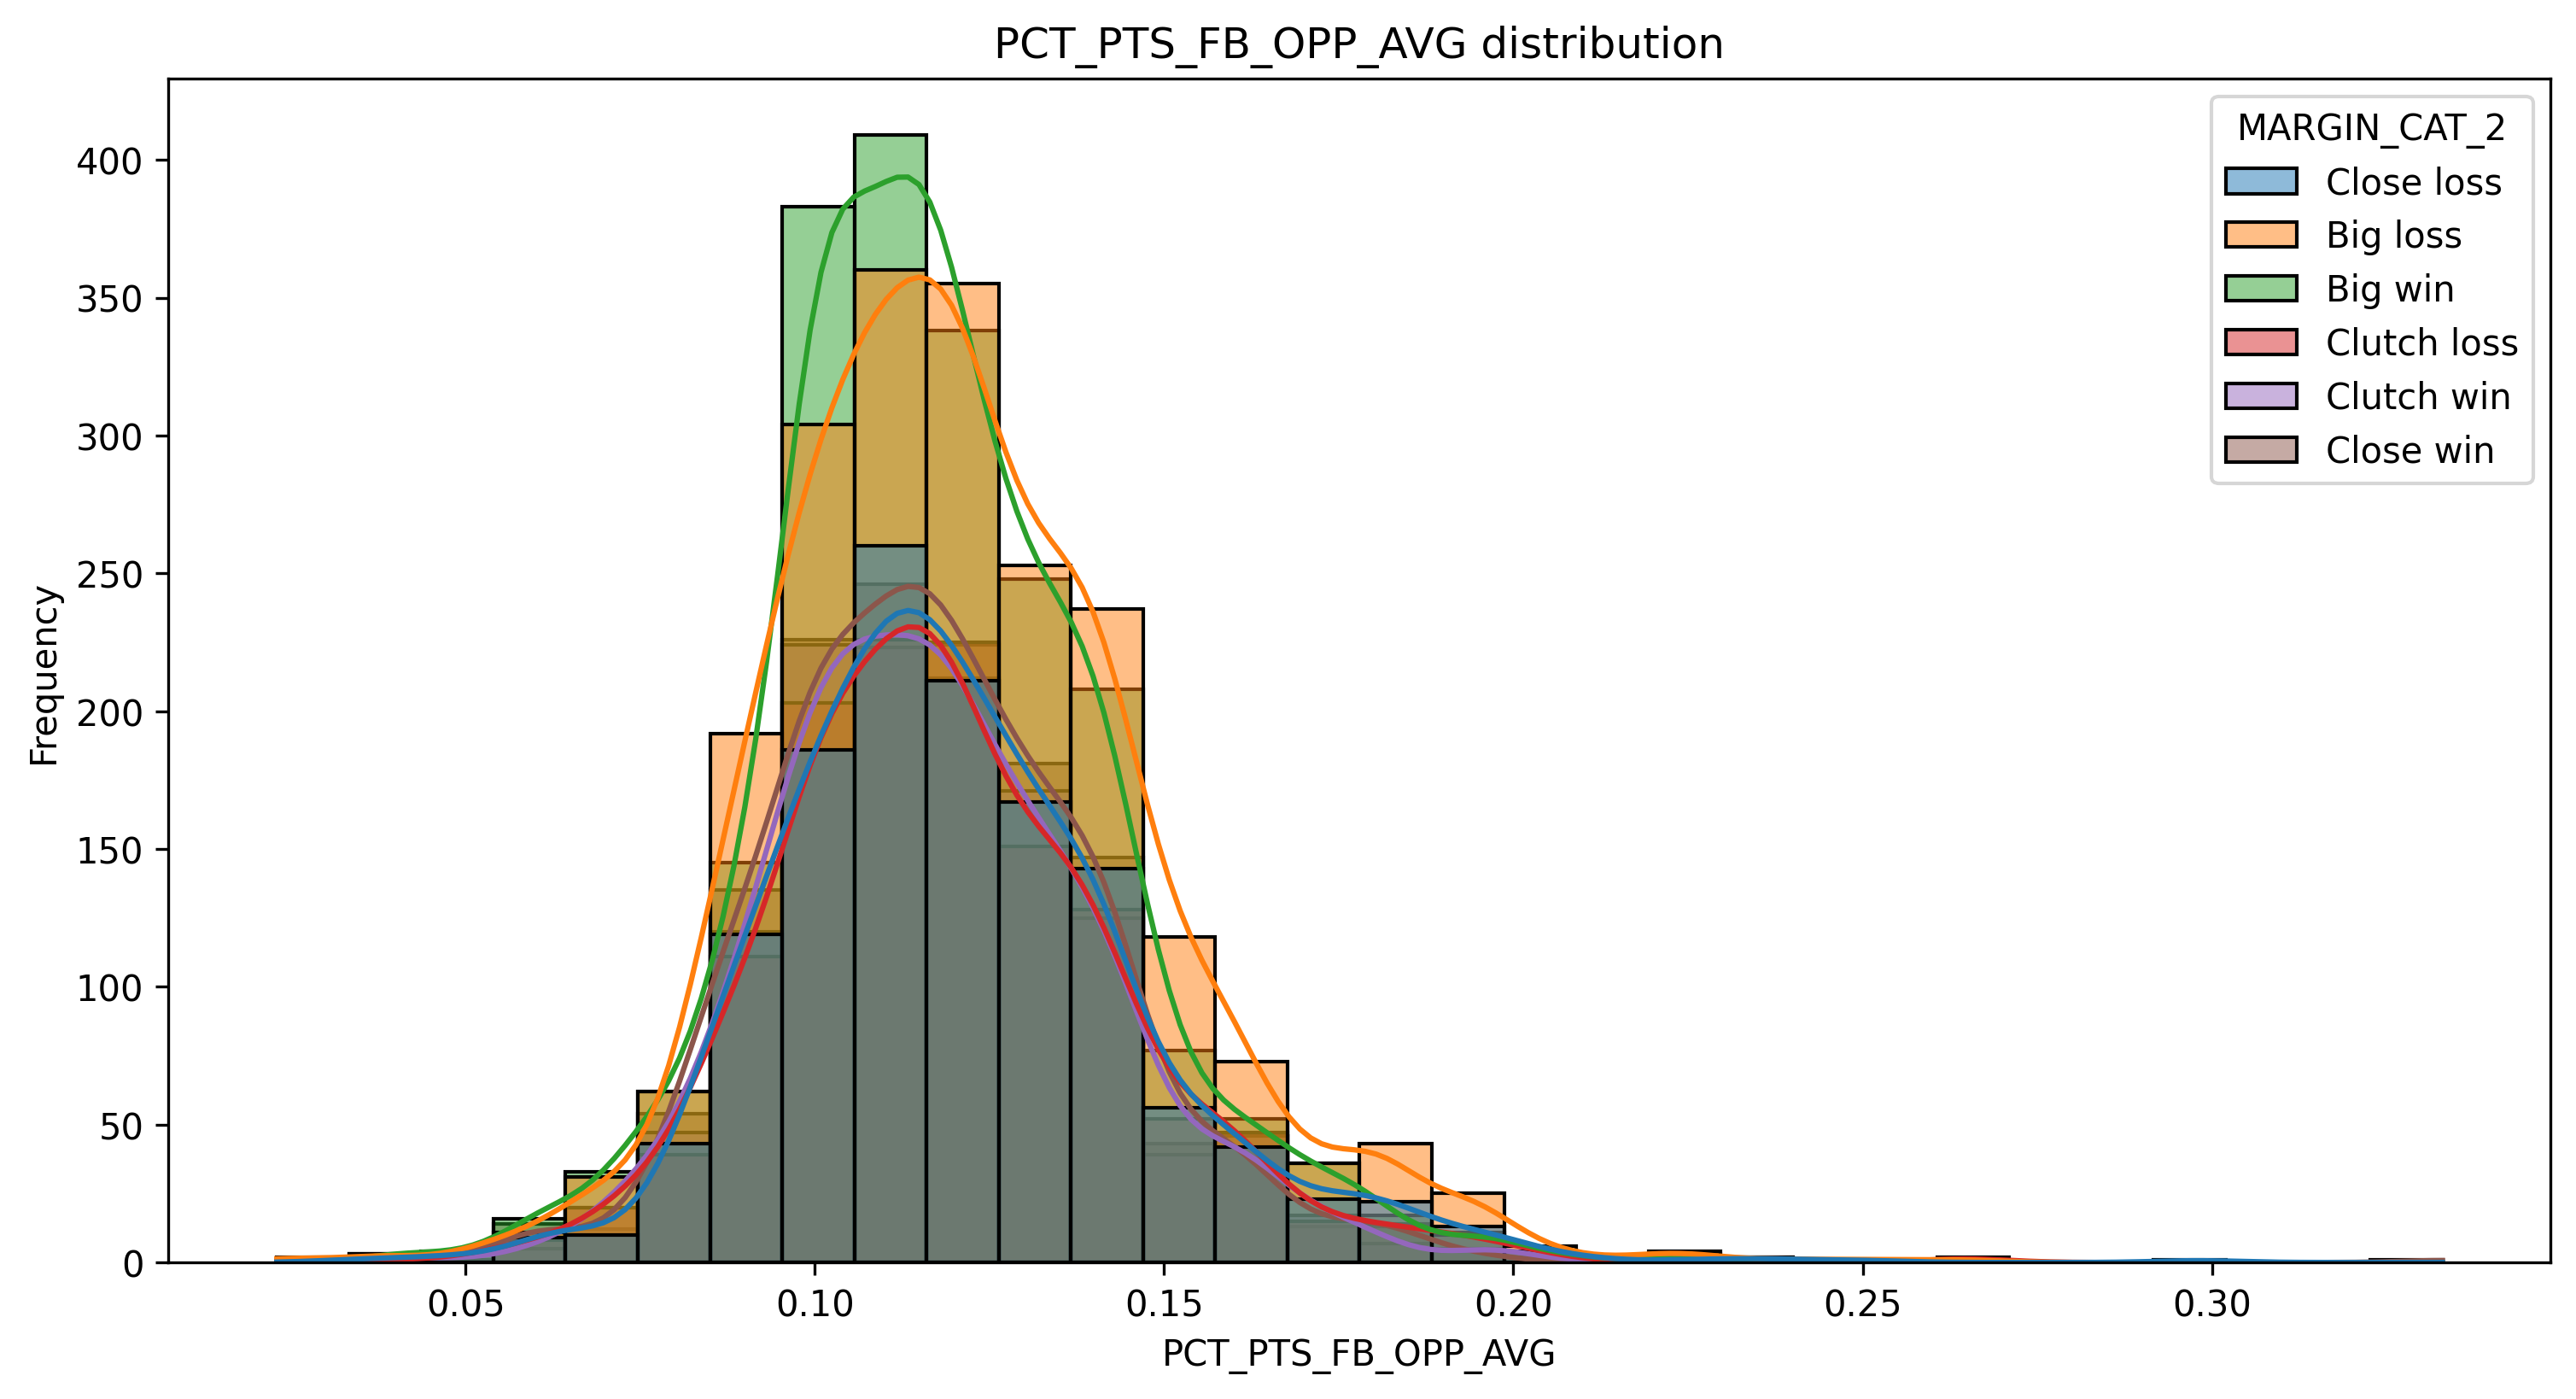 PCT_PTS_FB_OPP_AVG distribution
MARGIN_CAT_2
Close loss
Big loss
Big win
Clutch loss
Clutch win
Close win
Frequency
400
350
300
250
200
150
100
50
0
0.05 0.10 0.15 0.20 0.25 0.30
PCT_PTS_FB_OPP_AVG